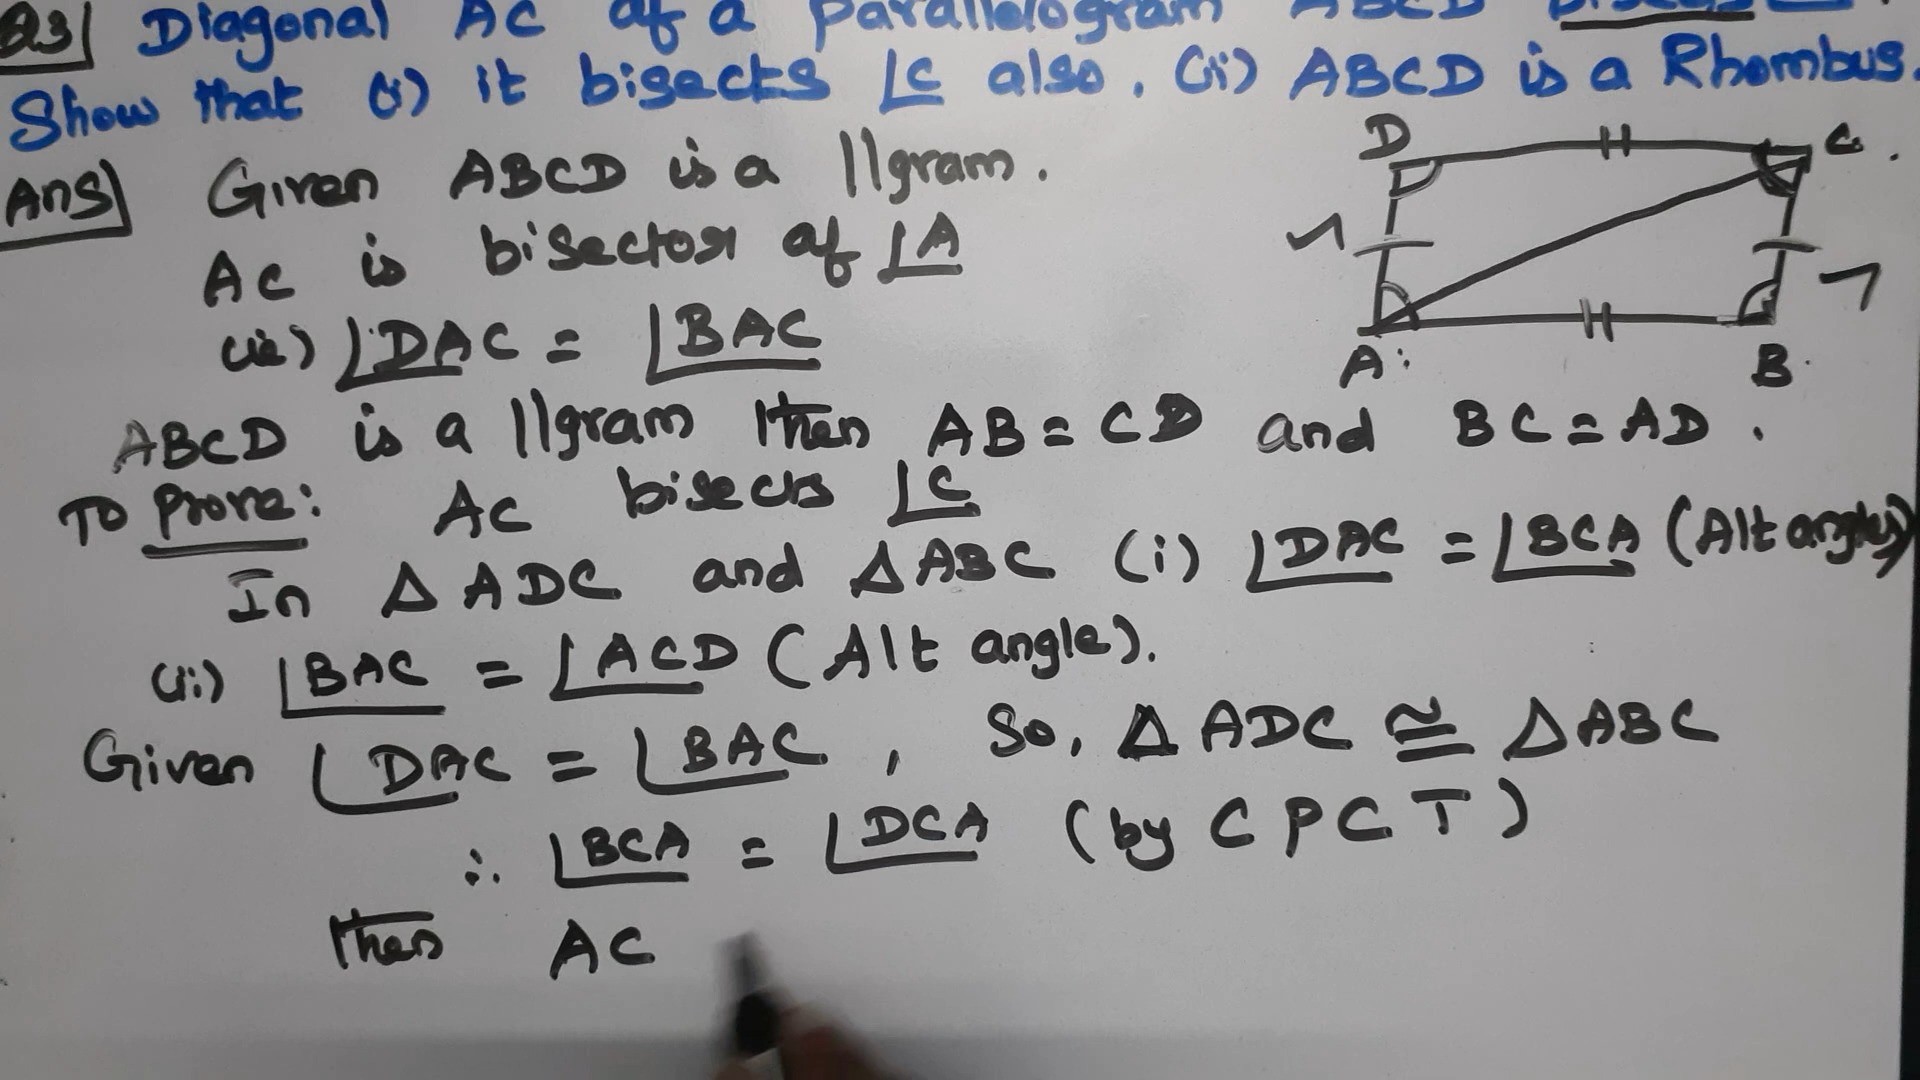 Q3) Diagonal AC of a parallelogram ABCD bisects
Show that (i) it bisects ∠C also. (ii) ABCD is a Rhombus.
Ans) Given ABCD is a ||gram.
AC is bisector of ∠A
(ie) ∠DAC = ∠BAC
ABCD is a ||gram then AB = CD and BC = AD.
To Prove: AC bisects ∠C
In △ADC and △ABC (i) ∠DAC = ∠BCA (Alt angles)
(ii) ∠BAC = ∠ACD (Alt angle).
Given ∠DAC = ∠BAC, So, △ADC ≅ △ABC
∴ ∠BCA = ∠DCA (by CPCT)
then AC
D C
A B